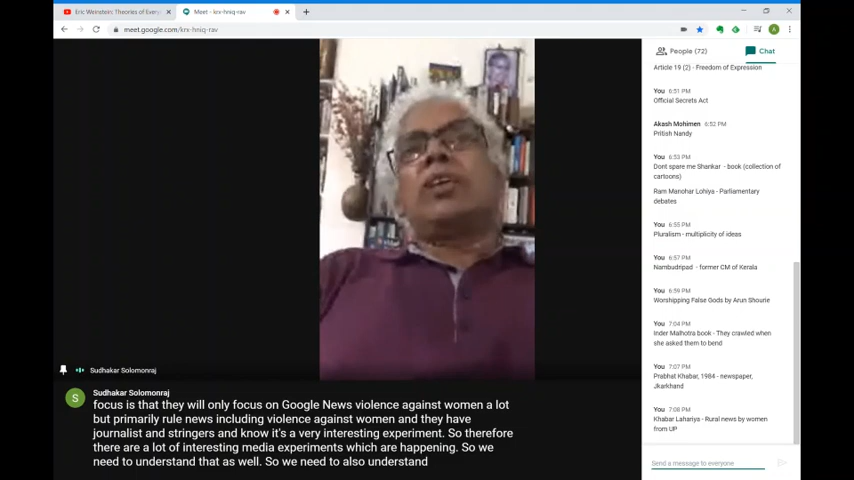 Eric Weinstein: Theories of Every
Meet - krx-hniq-rav
meet.google.com/krx-hniq-rav
People (72)
Chat
Article 19 (2) - Freedom of Expression
You 6:51 PM
Official Secrets Act
Akash Mohimen 6:52 PM
Pritish Nandy
You 6:53 PM
Dont spare me Shankar - book (collection of
cartoons)
Ram Manohar Lohiya - Parliamentary
debates
You 6:55 PM
Pluralism - multiplicity of ideas
You 6:57 PM
Nambudripad - former CM of Kerala
You 6:59 PM
Worshipping False Gods by Arun Shourie
You 7:04 PM
Inder Malhotra book - They crawled when
she asked them to bend
You 7:07 PM
Prabhat Khabar, 1984 - newspaper,
Jkarkhand
You 7:08 PM
Khabar Lahariya - Rural news by women
from UP
Send a message to everyone
Sudhakar Solomonraj
S
Sudhakar Solomonraj
focus is that they will only focus on Google News violence against women a lot
but primarily rule news including violence against women and they have
journalist and stringers and know it's a very interesting experiment. So therefore
there are a lot of interesting media experiments which are happening. So we
need to understand that as well. So we need to also understand